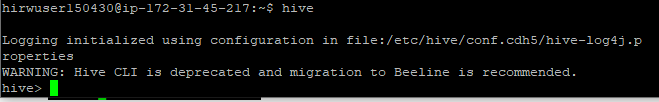 hirwuser150430@ip-172-31-45-217:~$ hive
Logging initialized using configuration in file:/etc/hive/conf.cdh5/hive-log4j.p
roperties
WARNING: Hive CLI is deprecated and migration to Beeline is recommended.
hive>